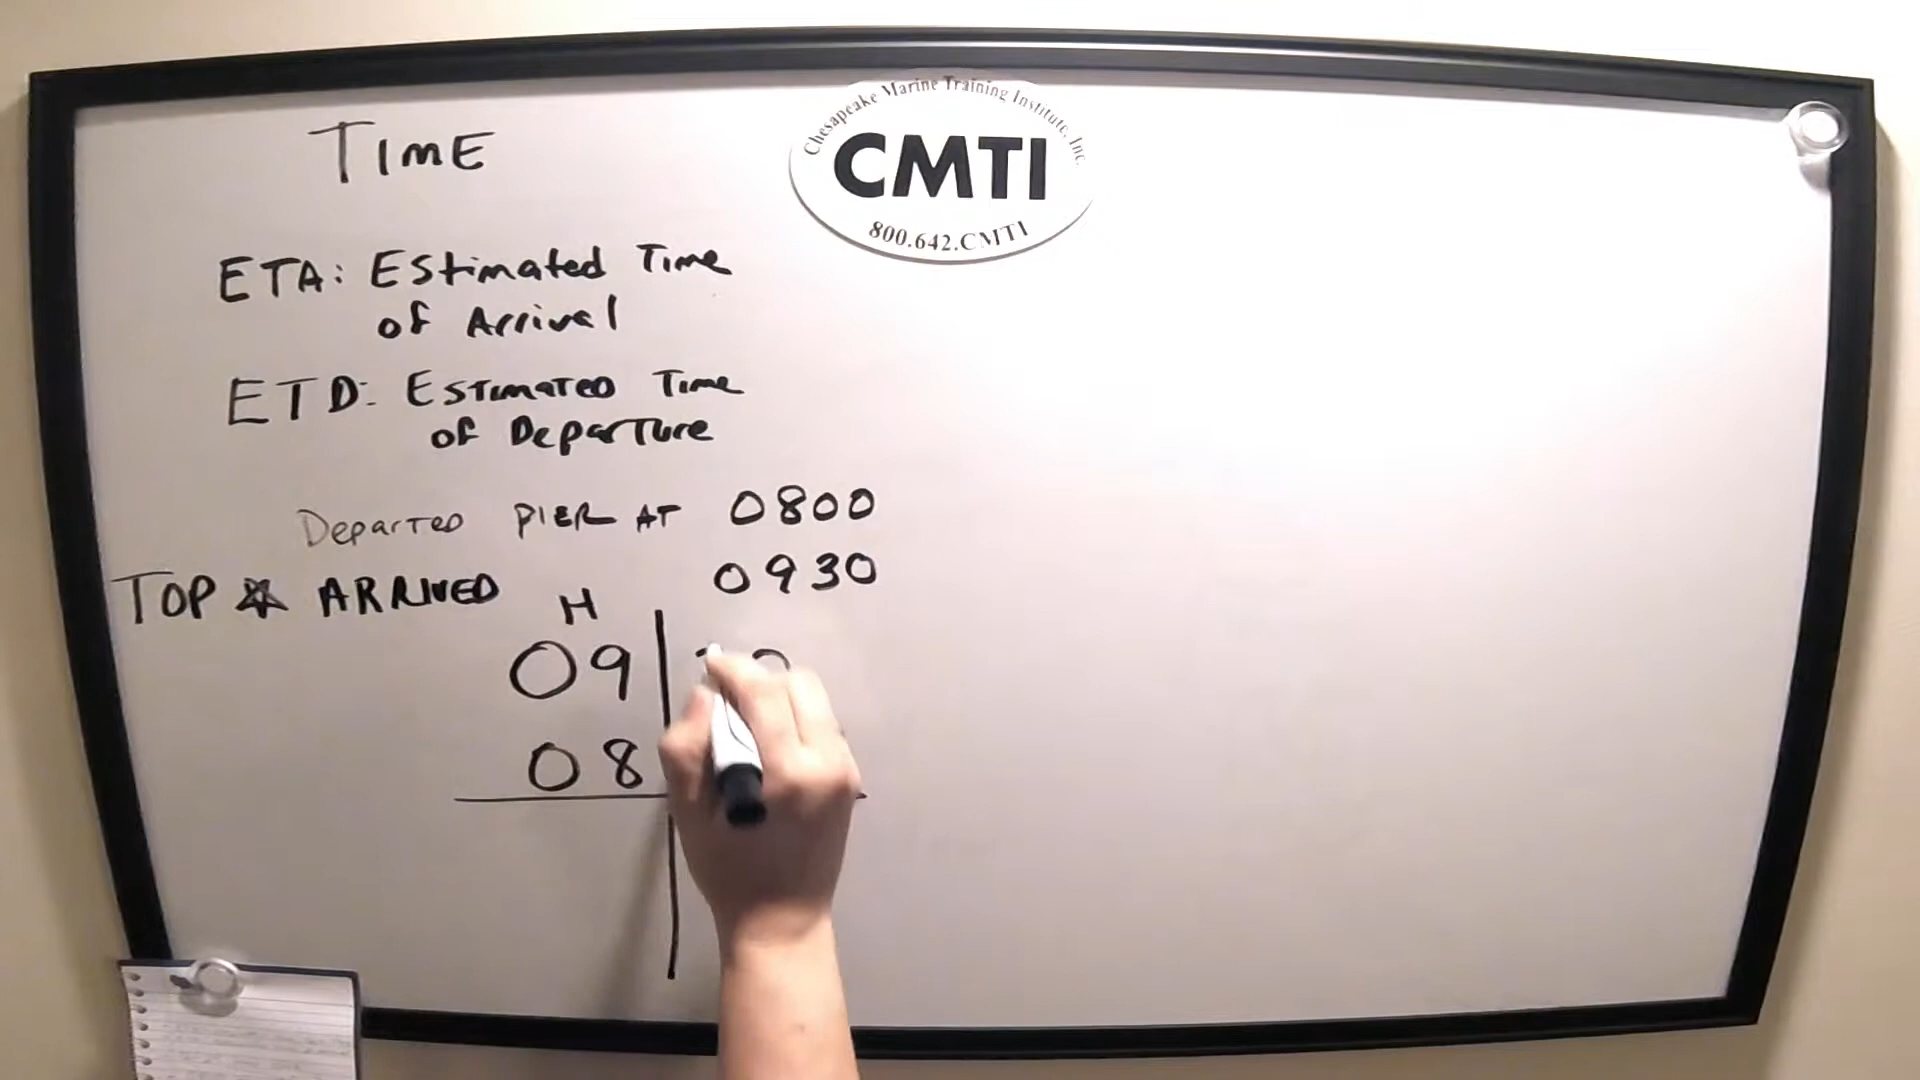 TIME
Chesapeake Marine Training Institute, Inc.
CMTI
800.642.CMTI
ETA: Estimated Time
of Arrival
ETD: Estimated Time
of Departure
Departed PIER AT 0800
TOP ARRIVED 0930
H
09
08